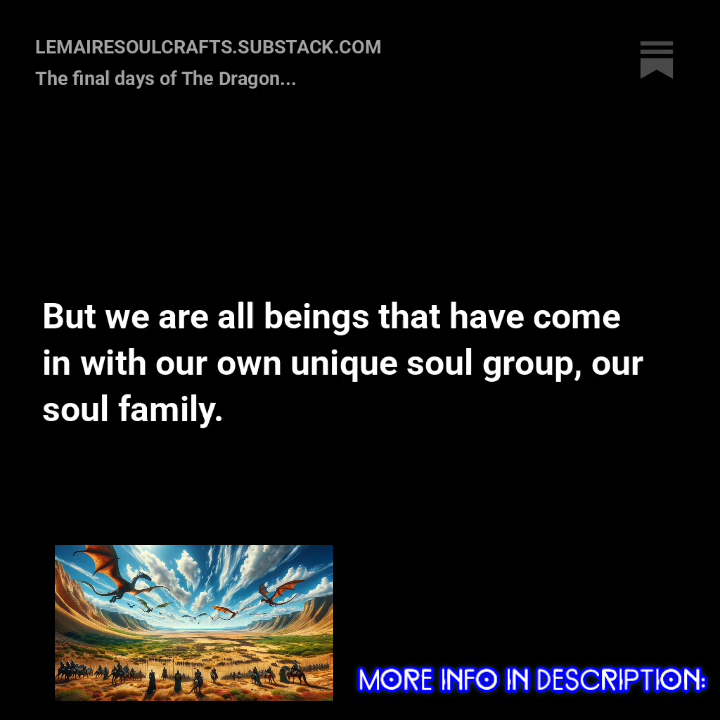 LEMAIRESOULCRAFTS.SUBSTACK.COM
The final days of The Dragon...
But we are all beings that have come
in with our own unique soul group, our
soul family.
MORE INFO IN DESCRIPTION: